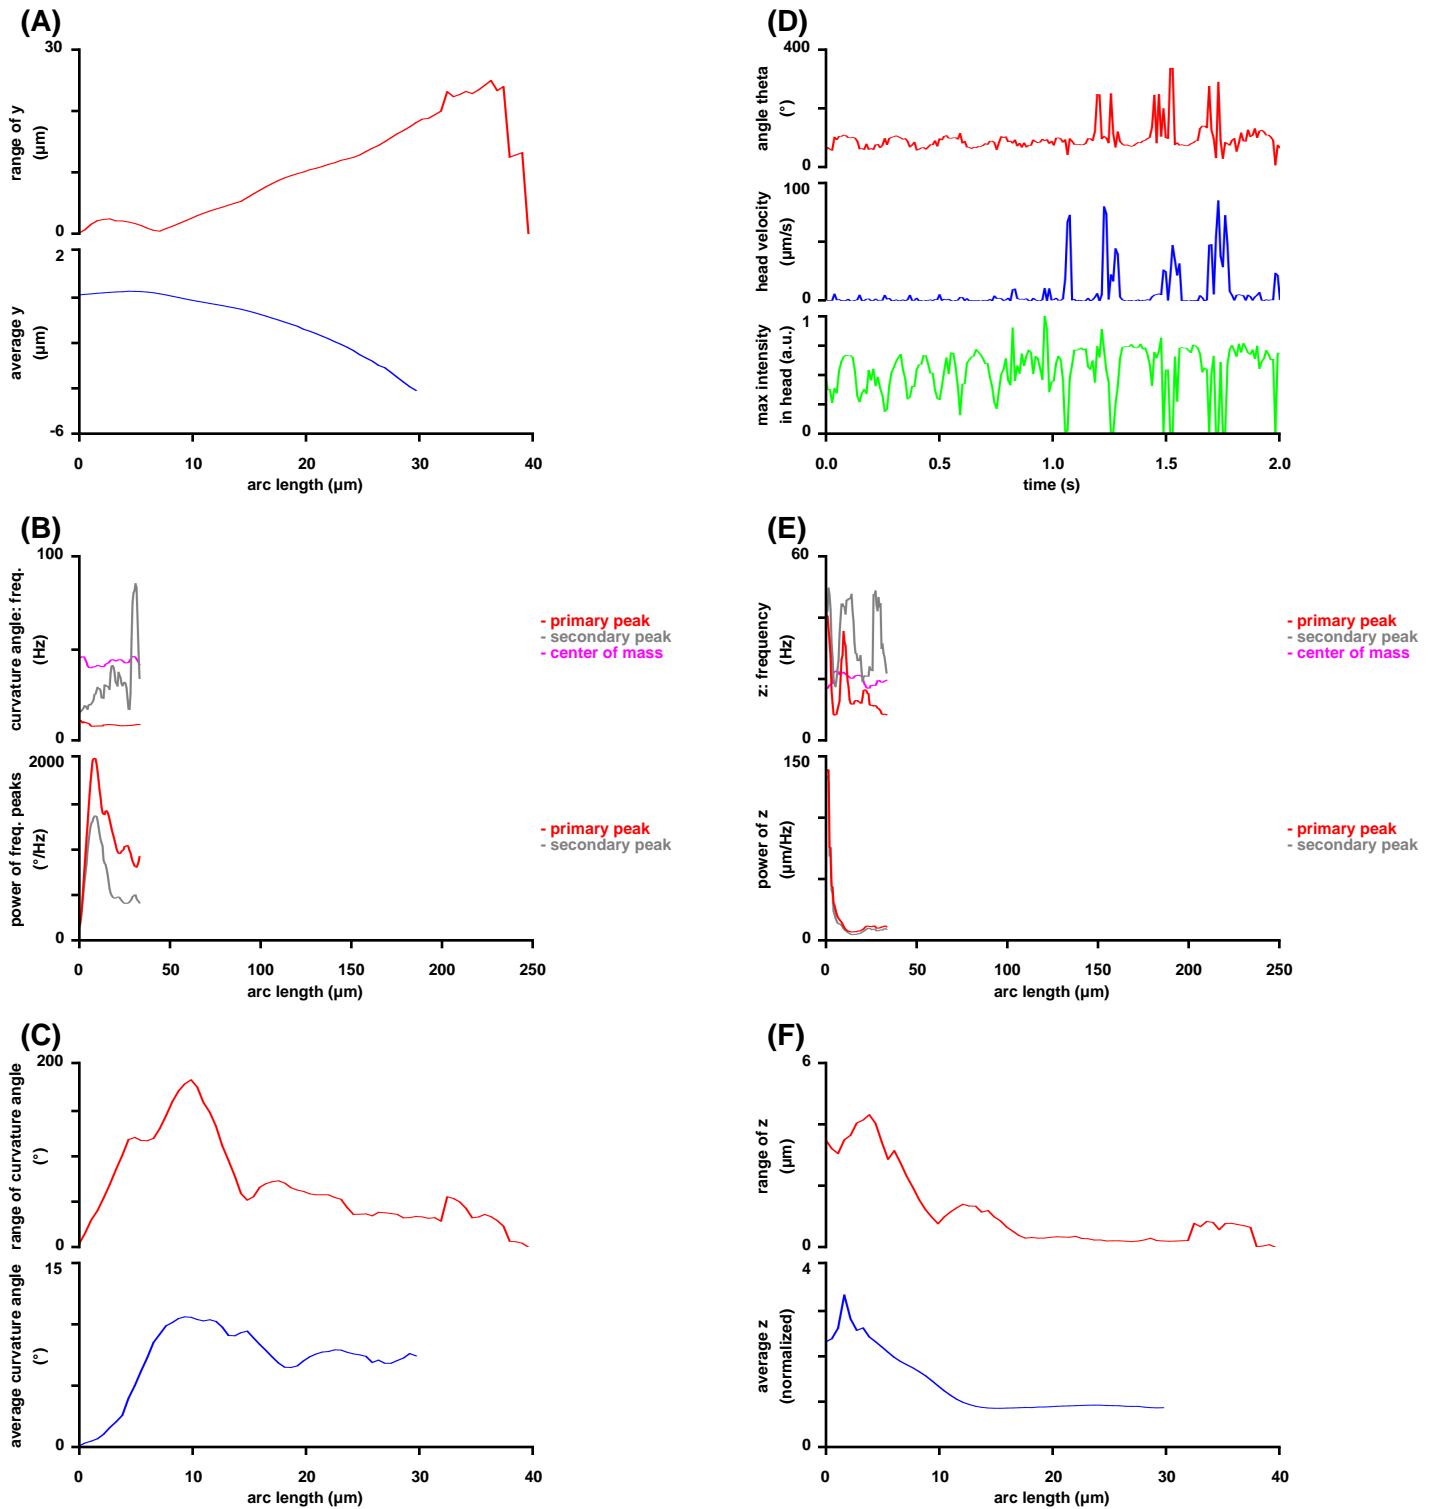 (A)
30
range of y
(µm)
0
2
average y
(µm)
-6
0 10 20 30 40
arc length (µm)
(D)
400
angle theta
(°)
0
100
head velocity
(µm/s)
0
1
max intensity
in head (a.u.)
0
0.0 0.5 1.0 1.5 2.0
time (s)
(B)
100
curvature angle: freq.
(Hz)
0
- primary peak
- secondary peak
- center of mass
2000
power of freq. peaks
(°/Hz)
0
- primary peak
- secondary peak
0 50 100 150 200 250
arc length (µm)
(E)
60
z: frequency
(Hz)
0
- primary peak
- secondary peak
- center of mass
150
power of z
(µm/Hz)
0
- primary peak
- secondary peak
0 50 100 150 200 250
arc length (µm)
(C)
200
range of curvature angle
(°)
0
15
average curvature angle
(°)
0
0 10 20 30 40
arc length (µm)
(F)
6
range of z
(µm)
0
4
average z
(normalized)
0
0 10 20 30 40
arc length (µm)